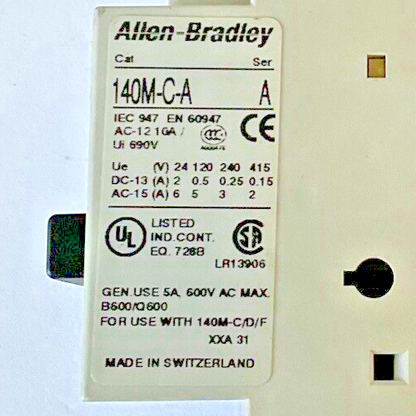 Allen-Bradley
Cat Ser
140M-C-A A
IEC 947 EN 60947
AC-12 10A /
Ui 690V
CCC
CE
Ue (V) 24 120 240 415
DC-13 (A) 2 0.5 0.25 0.15
AC-15 (A) 6 5 3 2
UL
LISTED
IND.CONT.
EQ. 728B
SA
LR13906
GEN.USE 5A, 600V AC MAX.
B600/Q600
FOR USE WITH 140M-C/D/F
XXA 31
MADE IN SWITZERLAND